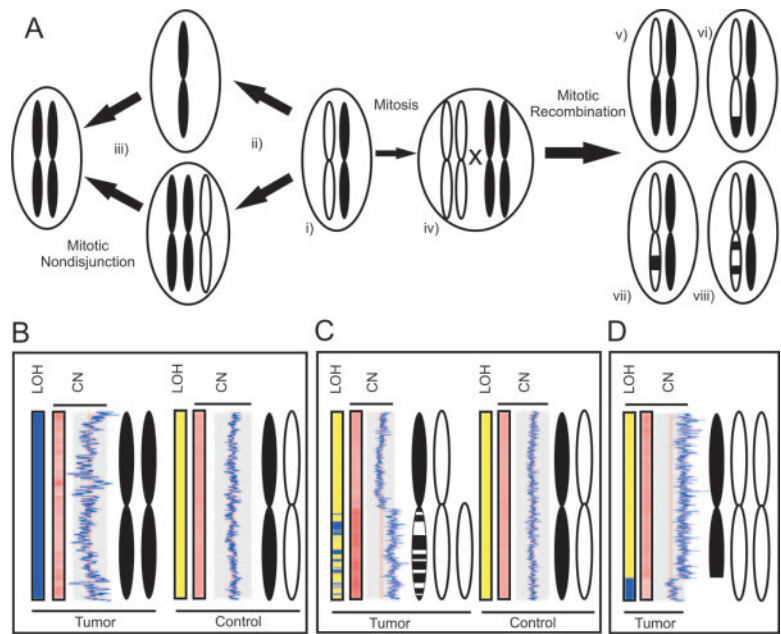 A
i)
ii)
iii)
Mitotic
Nondisjunction
Mitosis
iv)
Mitotic
Recombination
v)
vi)
vii)
viii)
B
LOH
CN
LOH
CN
Tumor
Control
C
LOH
CN
LOH
CN
Tumor
Control
D
LOH
CN
Tumor
X